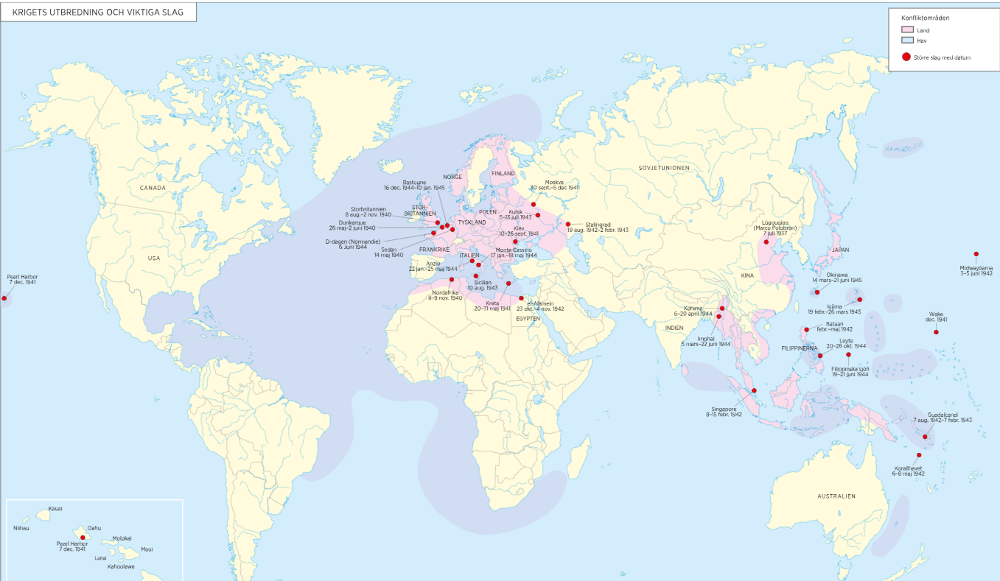 KRIGETS UTBREDNING OCH VIKTIGA SLAG
Konfliktområden
Land
Hav
Större slag med datum
CANADA
USA
Pearl Harbor
7 dec. 1941
NORGE
FINLAND
SOVJETUNIONEN
Bastogne
16 dec. 1944–10 jan. 1945
Moskva
30 sept.–5 dec 1941
Storbritannien
8 aug.–2 nov. 1940
STOR-
BRITANNIEN
POLEN
Kursk
5–13 juli 1943
Dunkerque
26 maj–2 juni 1940
TYSKLAND
Stalingrad
19 aug. 1942–2 febr. 1943
Kiev
10–26 sept. 1941
D-dagen (Normandie)
6 Juni 1944
Sedan
14 maj 1940
FRANKRIKE
ITALIEN
Monte Cassino
17 jan.–18 maj 1944
Anzio
22 jan.–25 maj 1944
Sicilien
10 aug. 1943
Nordafrika
8–9 nov. 1940
Kreta
20–31 maj 1941
el-Alamein
23 okt.–4 nov. 1942
EGYPTEN
Lugouqiao
(Marco Polobron)
7 juli 1937
JAPAN
KINA
Midwayöarna
3–5 juni 1942
Okinawa
14 mars–21 juni 1945
Iojima
19 febr.–26 mars 1945
Kohima
6–20 april 1944
INDIEN
Imphal
5 mars–22 juni 1944
Wake
dec. 1941
Bataan
febr.–maj 1942
Leyte
20–26 okt. 1944
FILIPPINERNA
Filippinska sjön
19–21 juni 1944
Singapore
8–15 febr. 1942
Guadalcanal
7 aug. 1942–7 febr. 1943
Korallhavet
6–8 maj 1942
AUSTRALIEN
Kauai
Niihau
Oahu
Pearl Harbor
7 dec. 1941
Molokai
Lanai
Maui
Kahoolawe